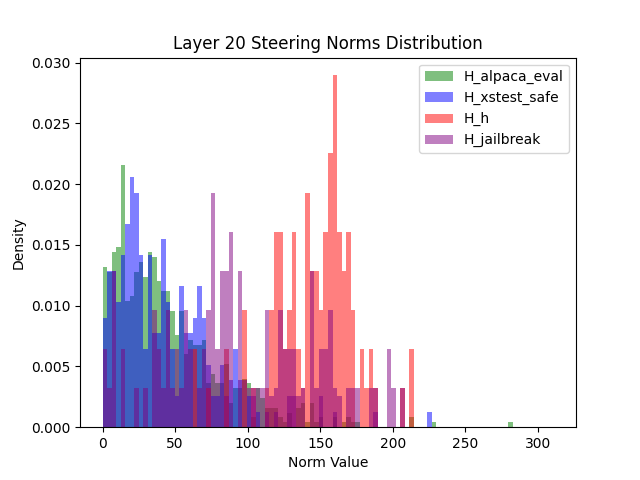 Layer 20 Steering Norms Distribution
H_alpaca_eval
H_xstest_safe
H_h
H_jailbreak
0.030
0.025
0.020
0.015
0.010
0.005
0.000
Density
0 50 100 150 200 250 300
Norm Value